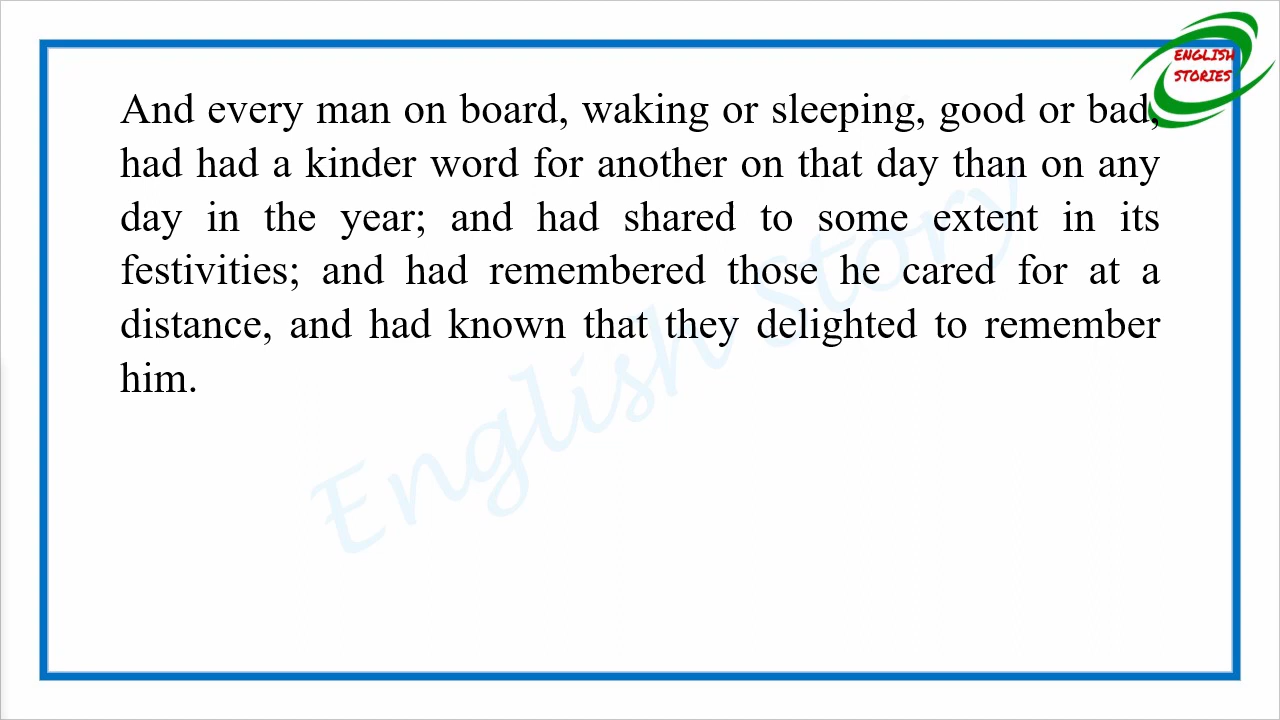 ENGLISH
STORIES
And every man on board, waking or sleeping, good or bad,
had had a kinder word for another on that day than on any
day in the year; and had shared to some extent in its
festivities; and had remembered those he cared for at a
distance, and had known that they delighted to remember
him.
English Story